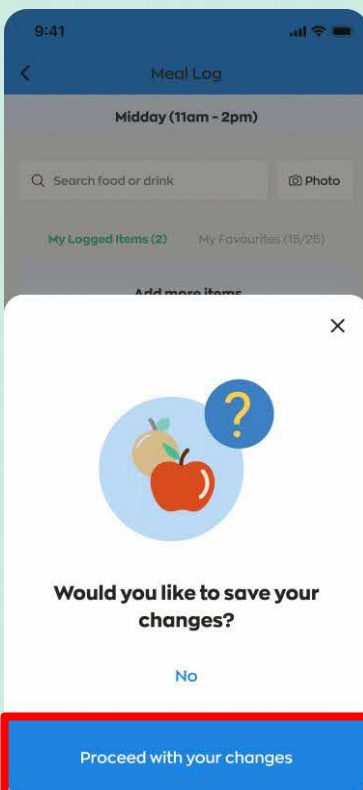 9:41
Meal Log
Midday (11am - 2pm)
Search food or drink
Photo
My Logged Items (2) My Favourites (15/25)
Add more items
?
Would you like to save your
changes?
No
Proceed with your changes